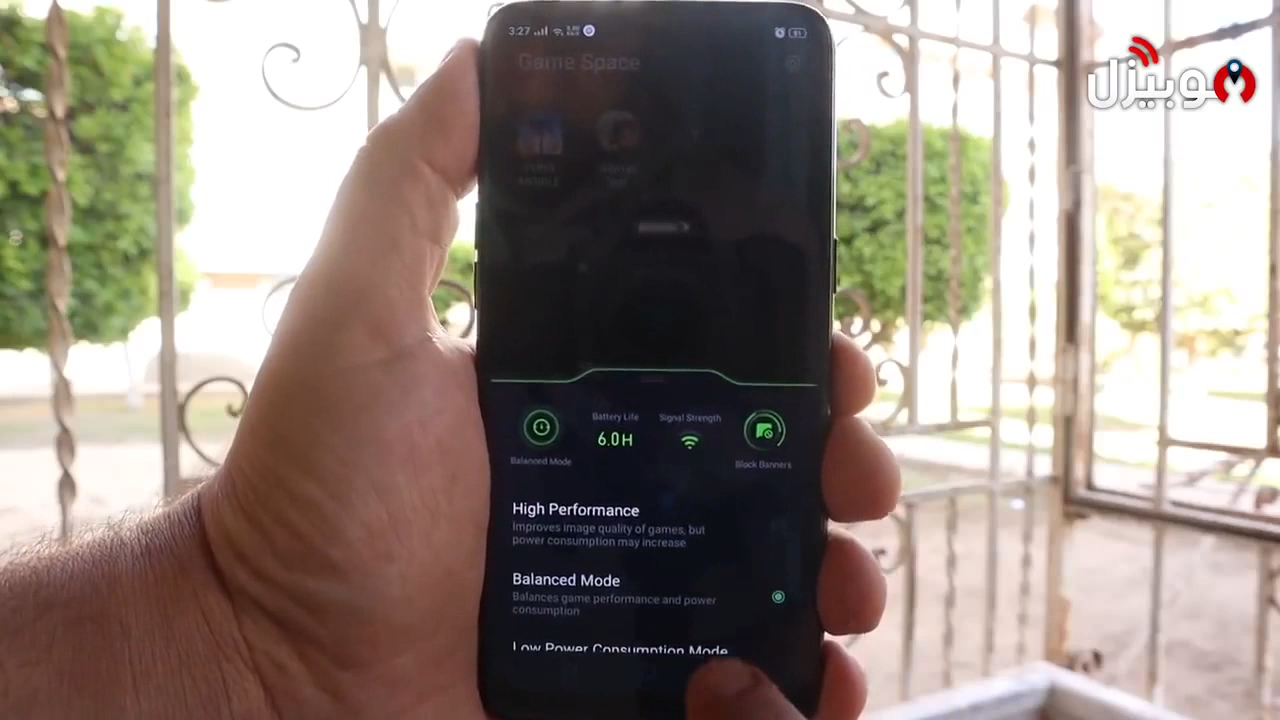 3:27
81
Game Space
موبيزل
Battery Life
Signal Strength
6.0H
Balanced Mode
Block Banners
High Performance
Improves image quality of games, but
power consumption may increase
Balanced Mode
Balances game performance and power
consumption
Low Power Consumption Mode